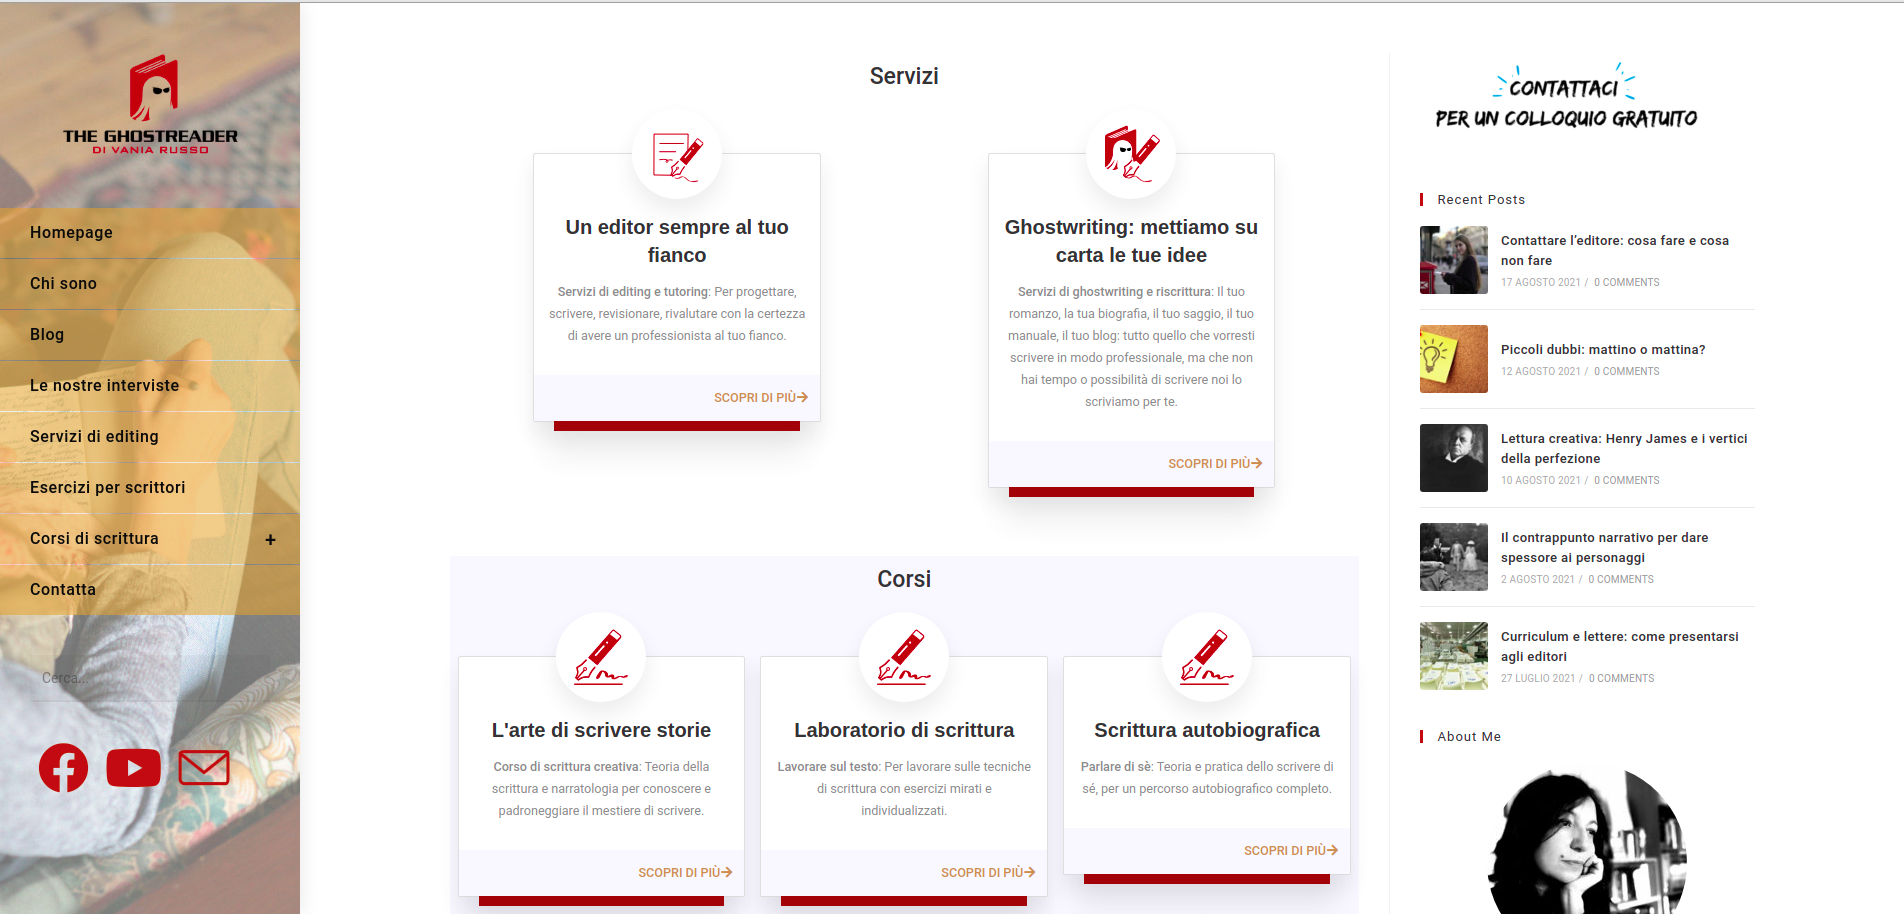 THE GHOSTREADER
DI VANIA RUSSO
Homepage
Chi sono
Blog
Le nostre interviste
Servizi di editing
Esercizi per scrittori
Corsi di scrittura +
Contatta
Cerca...
Servizi
Un editor sempre al tuo
fianco
Servizi di editing e tutoring: Per progettare,
scrivere, revisionare, rivalutare con la certezza
di avere un professionista al tuo fianco.
SCOPRI DI PIÙ
Ghostwriting: mettiamo su
carta le tue idee
Servizi di ghostwriting e riscrittura: Il tuo
romanzo, la tua biografia, il tuo saggio, il tuo
manuale, il tuo blog: tutto quello che vorresti
scrivere in modo professionale, ma che non
hai tempo o possibilità di scrivere noi lo
scriviamo per te.
SCOPRI DI PIÙ
Corsi
L'arte di scrivere storie
Corso di scrittura creativa: Teoria della
scrittura e narratologia per conoscere e
padroneggiare il mestiere di scrivere.
SCOPRI DI PIÙ
Laboratorio di scrittura
Lavorare sul testo: Per lavorare sulle tecniche
di scrittura con esercizi mirati e
individualizzati.
SCOPRI DI PIÙ
Scrittura autobiografica
Parlare di sè: Teoria e pratica dello scrivere di
sé, per un percorso autobiografico completo.
SCOPRI DI PIÙ
CONTATTACI
PER UN COLLOQUIO GRATUITO
Recent Posts
Contattare l’editore: cosa fare e cosa
non fare
17 AGOSTO 2021 / 0 COMMENTS
Piccoli dubbi: mattino o mattina?
12 AGOSTO 2021 / 0 COMMENTS
Lettura creativa: Henry James e i vertici
della perfezione
10 AGOSTO 2021 / 0 COMMENTS
Il contrappunto narrativo per dare
spessore ai personaggi
2 AGOSTO 2021 / 0 COMMENTS
Curriculum e lettere: come presentarsi
agli editori
27 LUGLIO 2021 / 0 COMMENTS
About Me